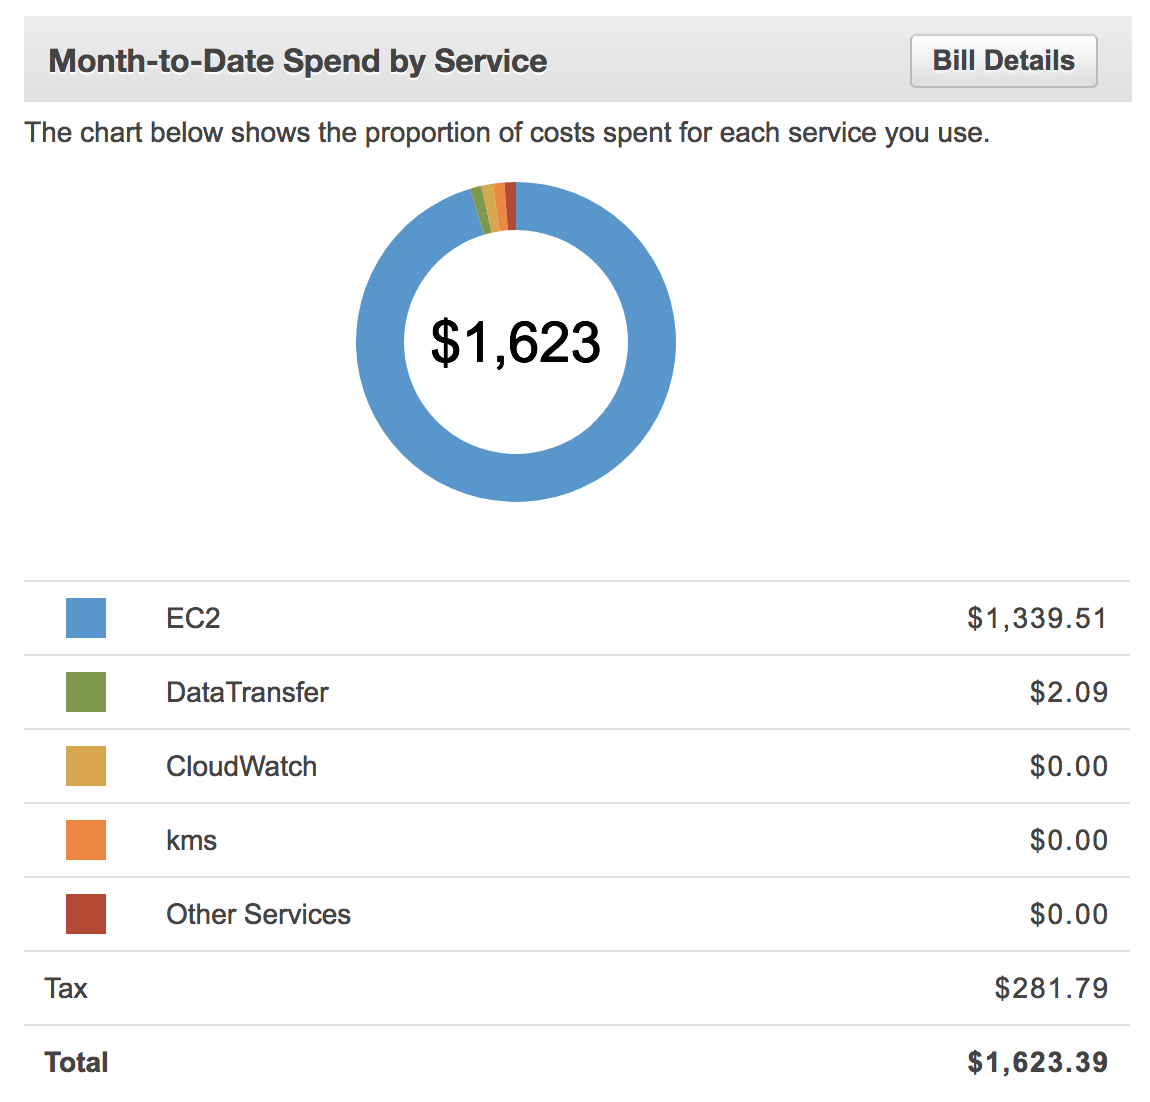 Month-to-Date Spend by Service
Bill Details
The chart below shows the proportion of costs spent for each service you use.
$1,623
EC2 $1,339.51
DataTransfer $2.09
CloudWatch $0.00
kms $0.00
Other Services $0.00
Tax $281.79
Total $1,623.39